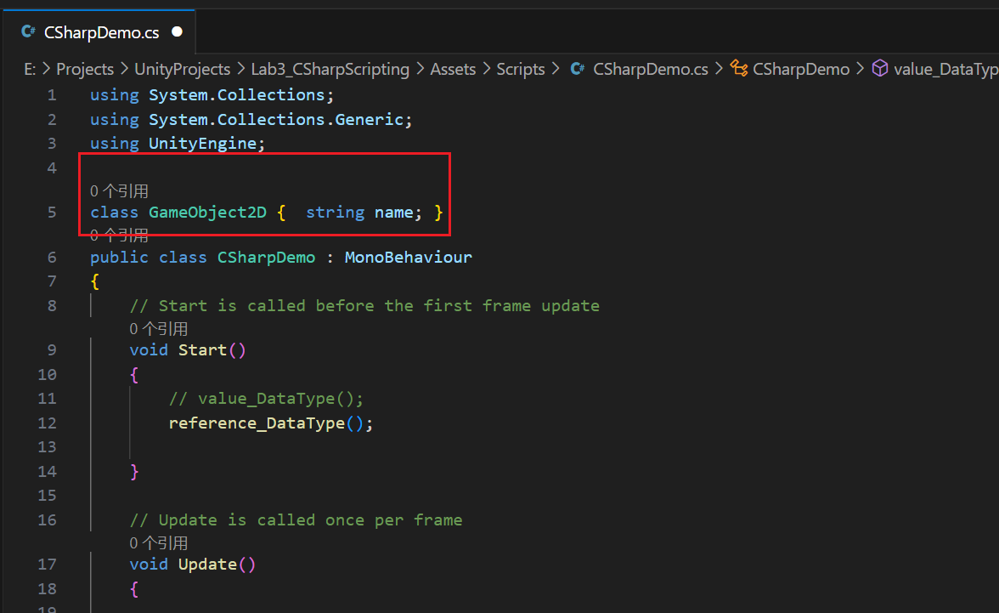 CSharpDemo.cs
E: > Projects > UnityProjects > Lab3_CSharpScripting > Assets > Scripts > CSharpDemo.cs > CSharpDemo > value_DataTyp
1 using System.Collections;
2 using System.Collections.Generic;
3 using UnityEngine;
4
0 个引用
5 class GameObject2D {  string name; }
0 个引用
6 public class CSharpDemo : MonoBehaviour
7 {
8 // Start is called before the first frame update
0 个引用
9 void Start()
10 {
11 // value_DataType();
12 reference_DataType();
13
14 }
15
16 // Update is called once per frame
0 个引用
17 void Update()
18 {
19